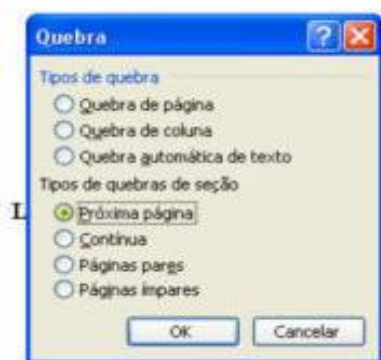 Quebra
Tipos de quebra
Quebra de página
Quebra de coluna
Quebra automática de texto
Tipos de quebras de seção
L
Próxima página
Contínua
Páginas pares
Páginas ímpares
OK
Cancelar